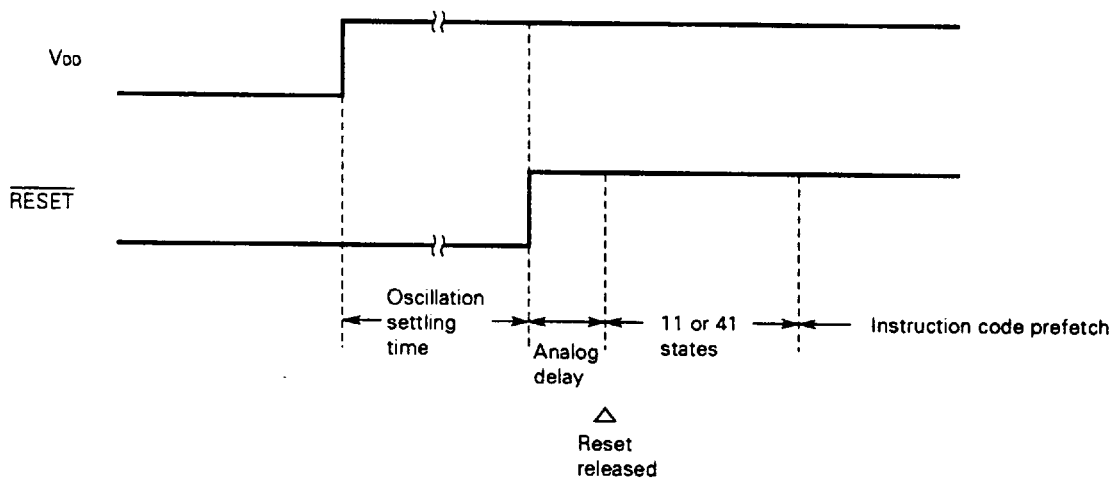 VDD
RESET
Oscillation
settling
time
Analog
delay
11 or 41
states
Instruction code prefetch
Reset
released